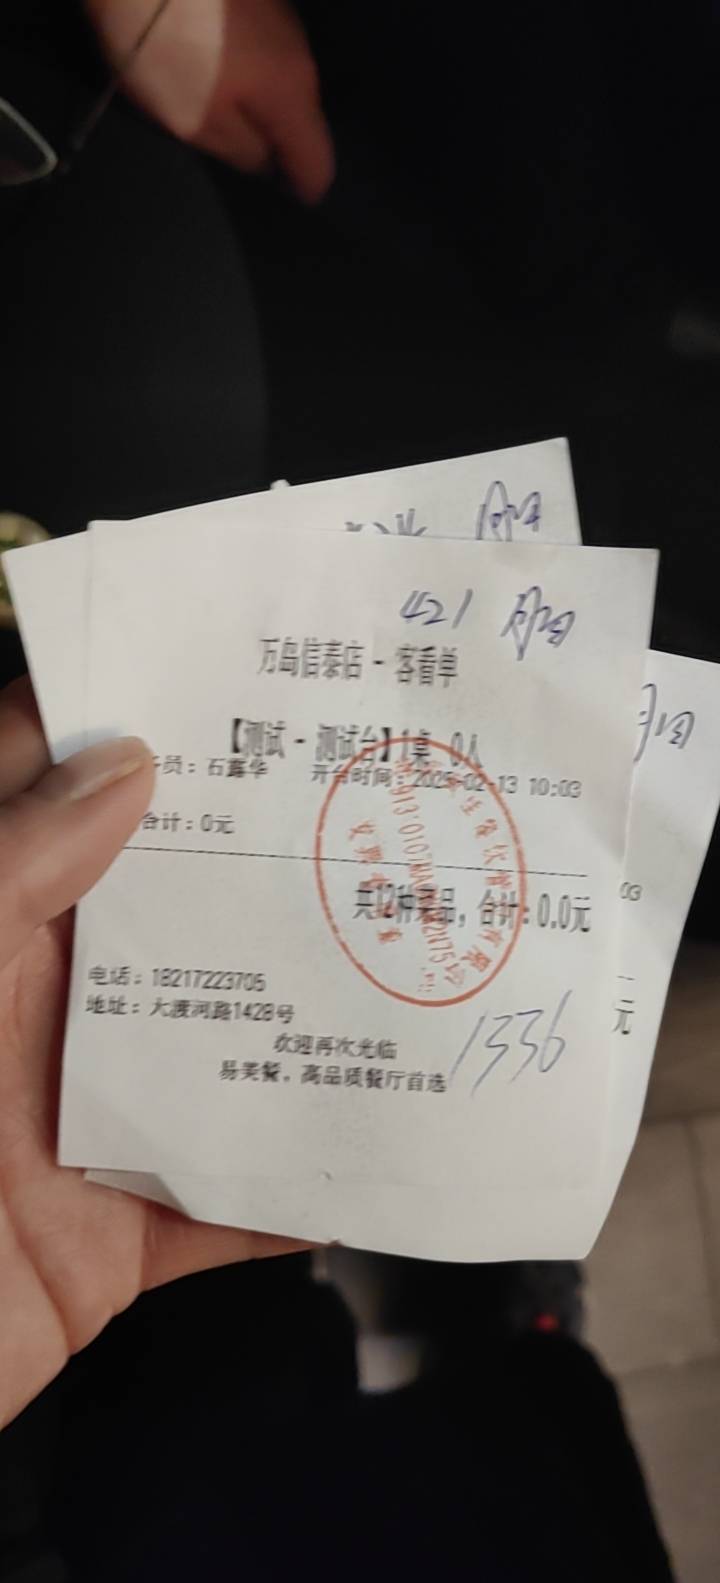 421
万岛信泰店 - 客看单
【测试 - 测试台】1桌 0人
员：石露华 开台时间：2025-02-13 10:03
合计：0元
共12种菜品，合计：0.0元
电话：18217223705
地址：大渡河路1428号
欢迎再次光临
易美餐，高品质餐厅首选
1336
03
元